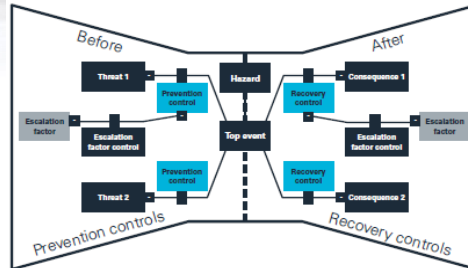 Before
After
Threat 1
Hazard
Consequence 1
Prevention
control
Recovery
control
Escalation
factor
Escalation
factor control
Top event
Escalation
factor control
Escalation
factor
Prevention
control
Recovery
control
Threat 2
Consequence 2
Prevention controls
Recovery controls